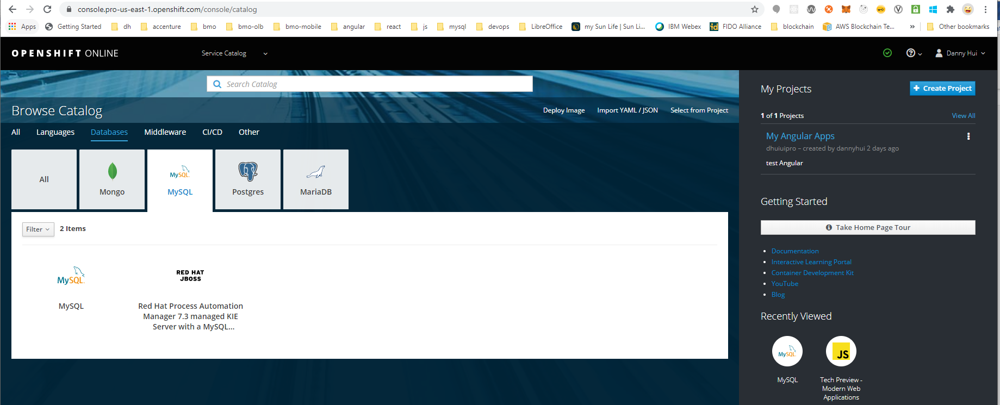 console.pro-us-east-1.openshift.com/console/catalog
Apps Getting Started dh accenture bmo bmo-olb bmo-mobile angular react js mysql devops LibreOffice my Sun Life | Sun Li... IBM Webex FIDO Alliance blockchain AWS Blockchain Te... » Other bookmarks
OPENSHIFT ONLINE
Service Catalog
Danny Hui
Search Catalog
Browse Catalog
Deploy Image Import YAML / JSON Select from Project
All Languages Databases Middleware CI/CD Other
All
Mongo
MySQL
MySQL
Postgres
MariaDB
Filter
2 Items
MySQL
MySQL
RED HAT
JBOSS
Red Hat Process Automation
Manager 7.3 managed KIE
Server with a MySQL...
My Projects
+ Create Project
1 of 1 Projects
View All
My Angular Apps
dhuiuipro – created by dannyhui 2 days ago
test Angular
Getting Started
Take Home Page Tour
• Documentation
• Interactive Learning Portal
• Container Development Kit
• YouTube
• Blog
Recently Viewed
MySQL
MySQL
JS
Tech Preview -
Modern Web
Applications